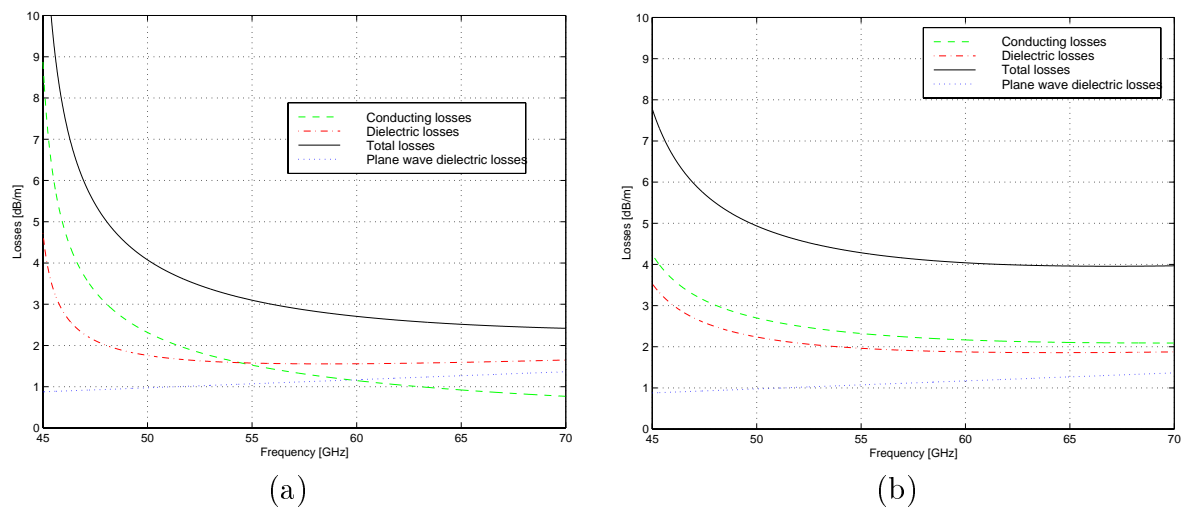 10
9
8
7
6
5
4
3
2
1
0
Losses [dB/m]
45
50
55
60
65
70
Frequency [GHz]
Conducting losses
Dielectric losses
Total losses
Plane wave dielectric losses
(a)
10
9
8
7
6
5
4
3
2
1
0
Losses [dB/m]
45
50
55
60
65
70
Frequency [GHz]
Conducting losses
Dielectric losses
Total losses
Plane wave dielectric losses
(b)